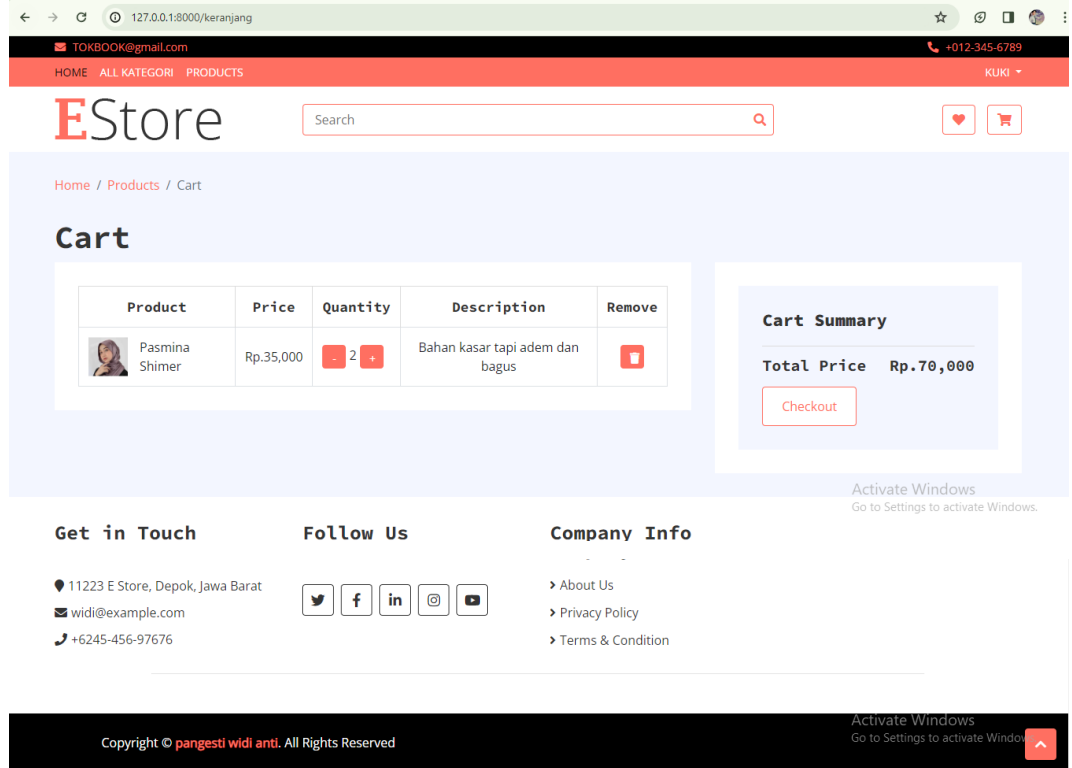 127.0.0.1:8000/keranjang
TOKBOOK@gmail.com
+012-345-6789
HOME ALL KATEGORI PRODUCTS
KUKI
EStore
Search
Home / Products / Cart
Cart
Product Price Quantity Description Remove
Pasmina Shimer
Rp.35,000
- 2 +
Bahan kasar tapi adem dan
bagus
Cart Summary
Total Price Rp.70,000
Checkout
Activate Windows
Go to Settings to activate Windows.
Get in Touch
11223 E Store, Depok, Jawa Barat
widi@example.com
+6245-456-97676
Follow Us
Company Info
About Us
Privacy Policy
Terms & Condition
Activate Windows
Go to Settings to activate Windows
Copyright © pangesti widi anti. All Rights Reserved